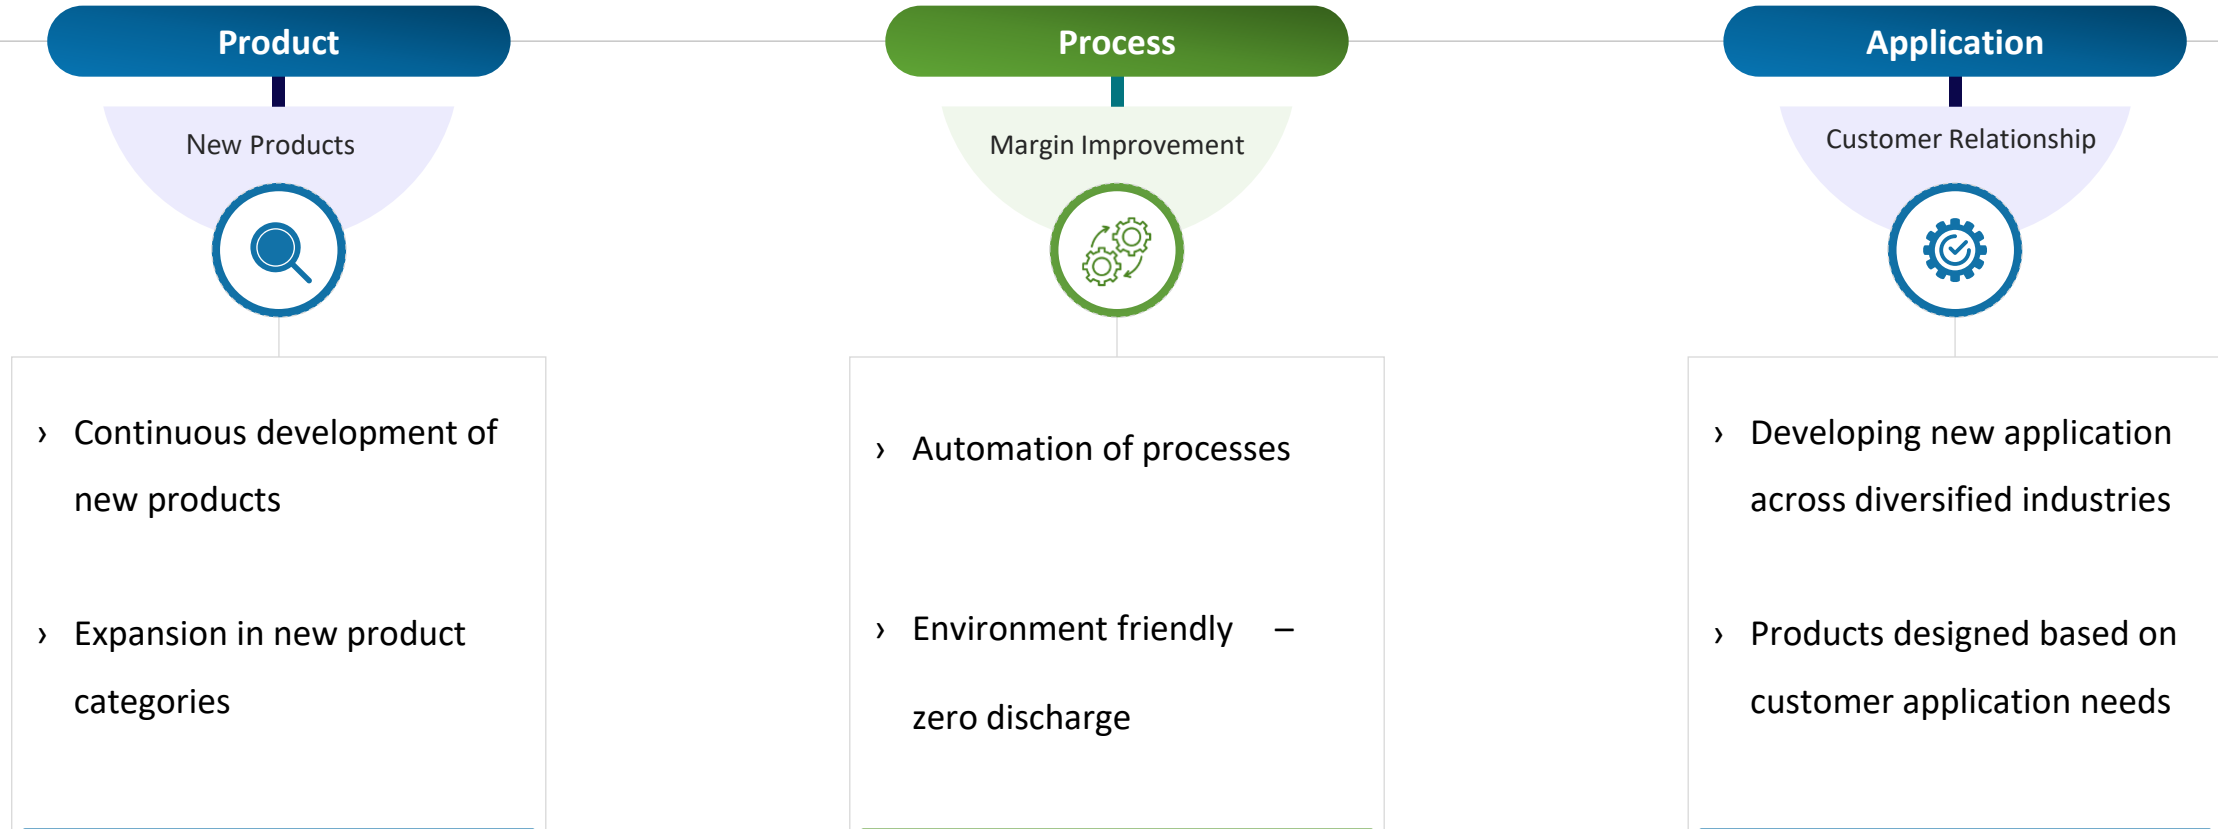 Product
New Products
› Continuous development of
new products
› Expansion in new product
categories
Process
Margin Improvement
› Automation of processes
› Environment friendly –
zero discharge
Application
Customer Relationship
› Developing new application
across diversified industries
› Products designed based on
customer application needs